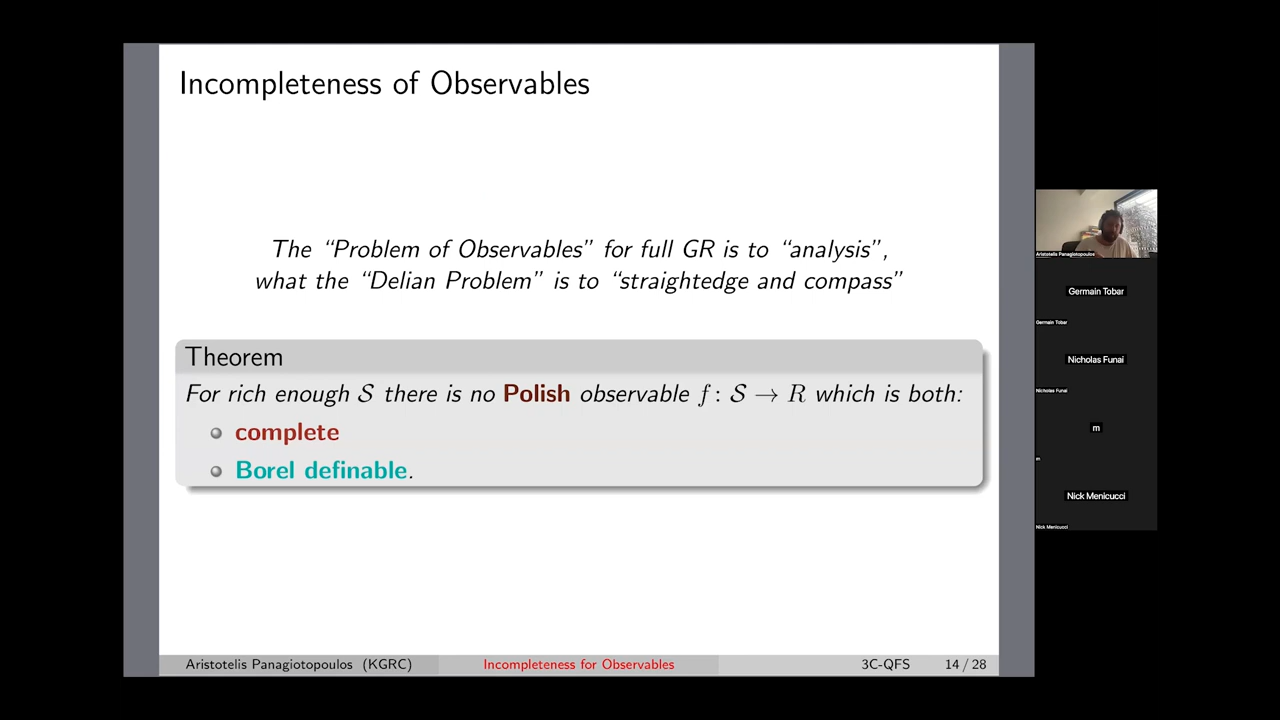 Incompleteness of Observables
The “Problem of Observables” for full GR is to “analysis”,
what the “Delian Problem” is to “straightedge and compass”
Theorem
For rich enough 𝒮 there is no Polish observable f : 𝒮 → R which is both:
complete
Borel definable.
Aristotelis Panagiotopoulos (KGRC)
Incompleteness for Observables
3C-QFS
14 / 28
Aristotelis Panagiotopoulos
Germain Tobar
Germain Tobar
Nicholas Funai
Nicholas Funai
m
m
Nick Menicucci
Nick Menicucci